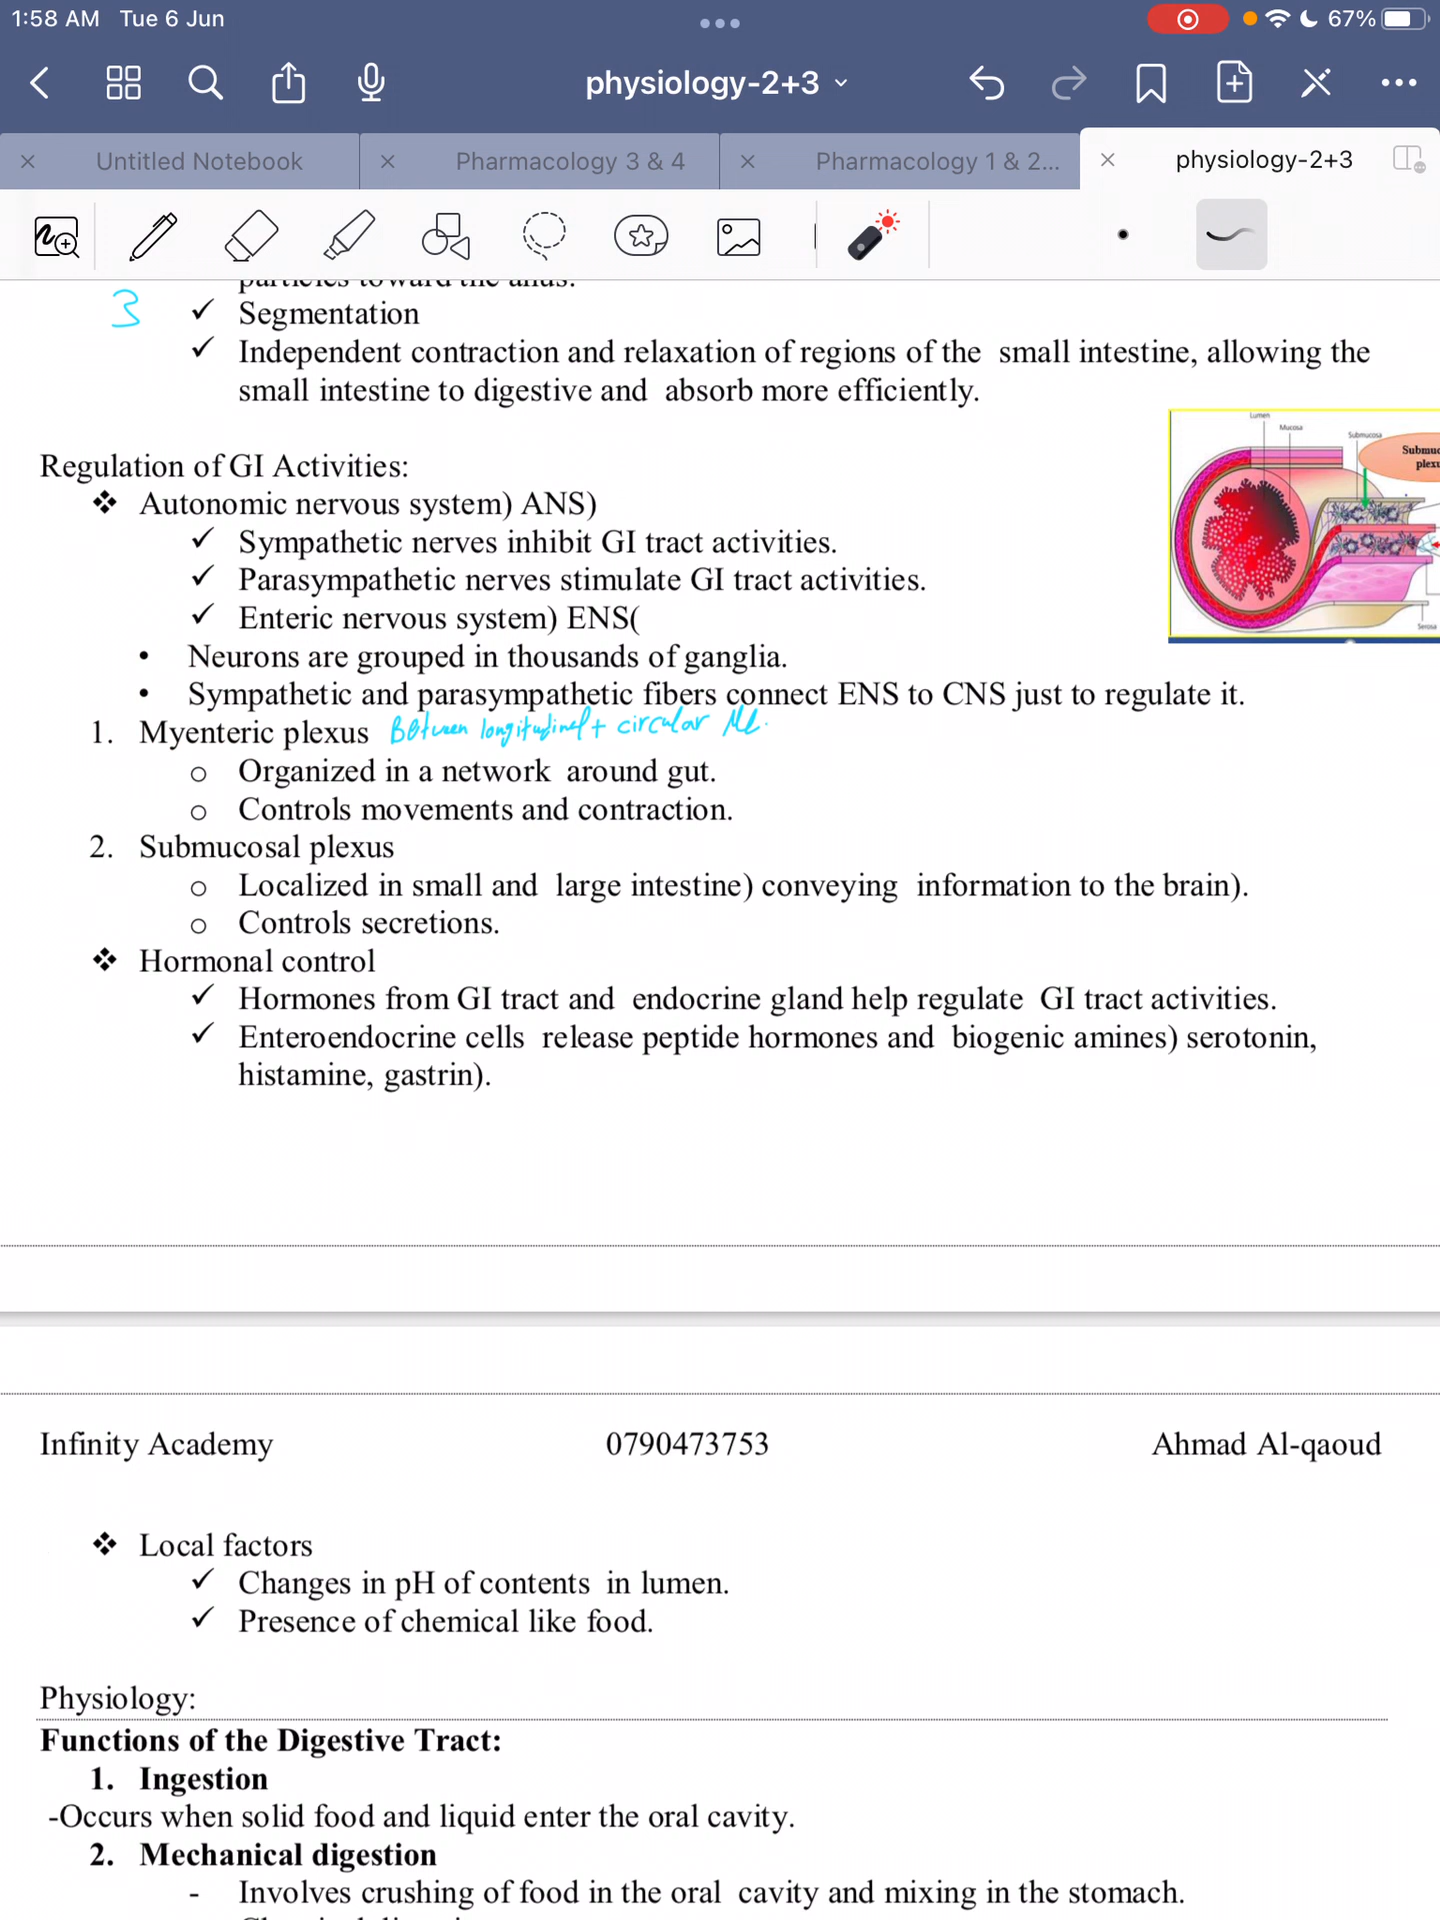 1:58 AM Tue 6 Jun
67%
physiology-2+3
Untitled Notebook
Pharmacology 3 & 4
Pharmacology 1 & 2...
physiology-2+3
particles toward the anus.
3
✓ Segmentation
✓ Independent contraction and relaxation of regions of the small intestine, allowing the
small intestine to digestive and absorb more efficiently.
Lumen
Mucosa
Submucosa
Submuc
plexu
Serosa
Regulation of GI Activities:
❖ Autonomic nervous system) ANS)
✓ Sympathetic nerves inhibit GI tract activities.
✓ Parasympathetic nerves stimulate GI tract activities.
✓ Enteric nervous system) ENS(
• Neurons are grouped in thousands of ganglia.
• Sympathetic and parasympathetic fibers connect ENS to CNS just to regulate it.
1. Myenteric plexus Between longitudinal + circular
o Organized in a network around gut.
o Controls movements and contraction.
2. Submucosal plexus
o Localized in small and large intestine) conveying information to the brain).
o Controls secretions.
❖ Hormonal control
✓ Hormones from GI tract and endocrine gland help regulate GI tract activities.
✓ Enteroendocrine cells release peptide hormones and biogenic amines) serotonin,
histamine, gastrin).
Infinity Academy 0790473753 Ahmad Al-qaoud
❖ Local factors
✓ Changes in pH of contents in lumen.
✓ Presence of chemical like food.
Physiology:
Functions of the Digestive Tract:
1. Ingestion
-Occurs when solid food and liquid enter the oral cavity.
2. Mechanical digestion
- Involves crushing of food in the oral cavity and mixing in the stomach.